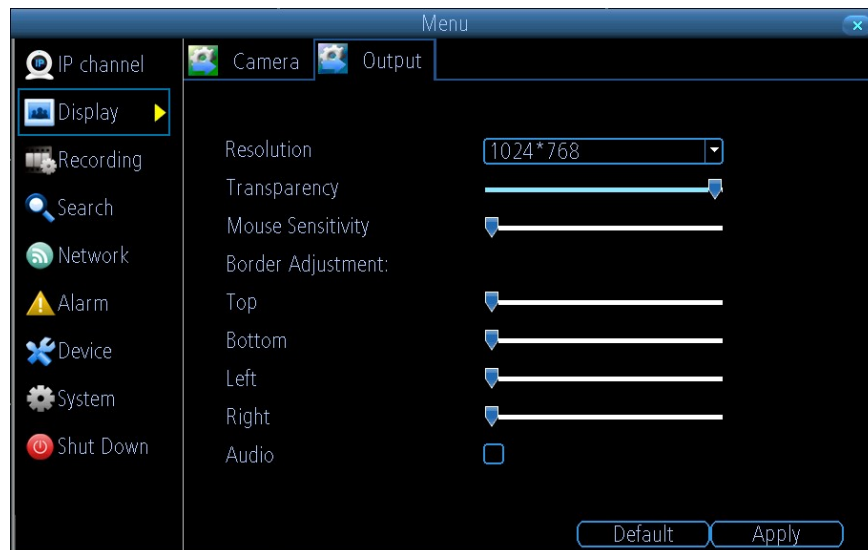 Menu
IP channel
Display
Recording
Search
Network
Alarm
Device
System
Shut Down
Camera
Output
Resolution
1024*768
Transparency
Mouse Sensitivity
Border Adjustment:
Top
Bottom
Left
Right
Audio
Default
Apply